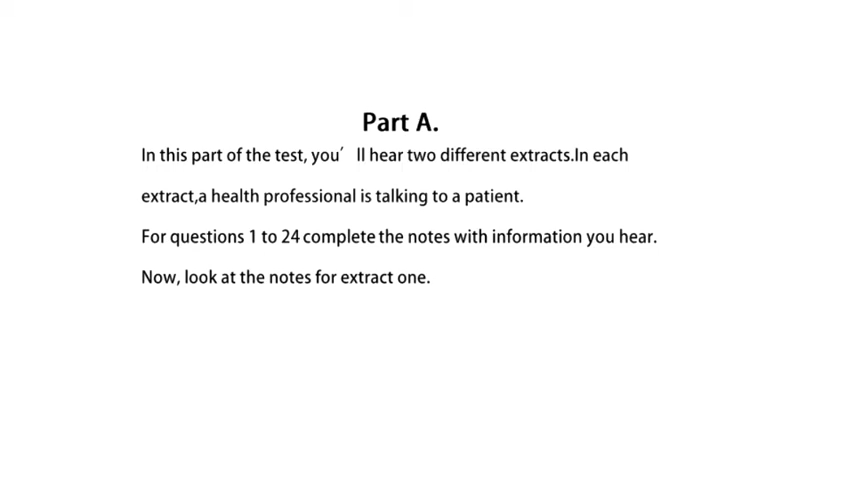 Part A.
In this part of the test, you′ ll hear two different extracts.In each
extract,a health professional is talking to a patient.
For questions 1 to 24 complete the notes with information you hear.
Now, look at the notes for extract one.